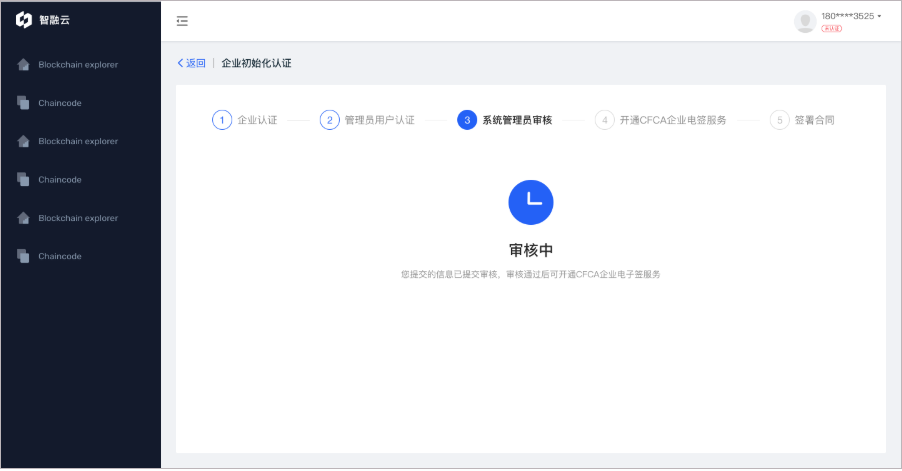 智融云
180****3525
未认证
Blockchain explorer
Chaincode
Blockchain explorer
Chaincode
Blockchain explorer
Chaincode
返回 | 企业初始化认证
1 企业认证 2 管理员用户认证 3 系统管理员审核 4 开通CFCA企业电签服务 5 签署合同
审核中
您提交的信息已提交审核，审核通过后可开通CFCA企业电子签服务